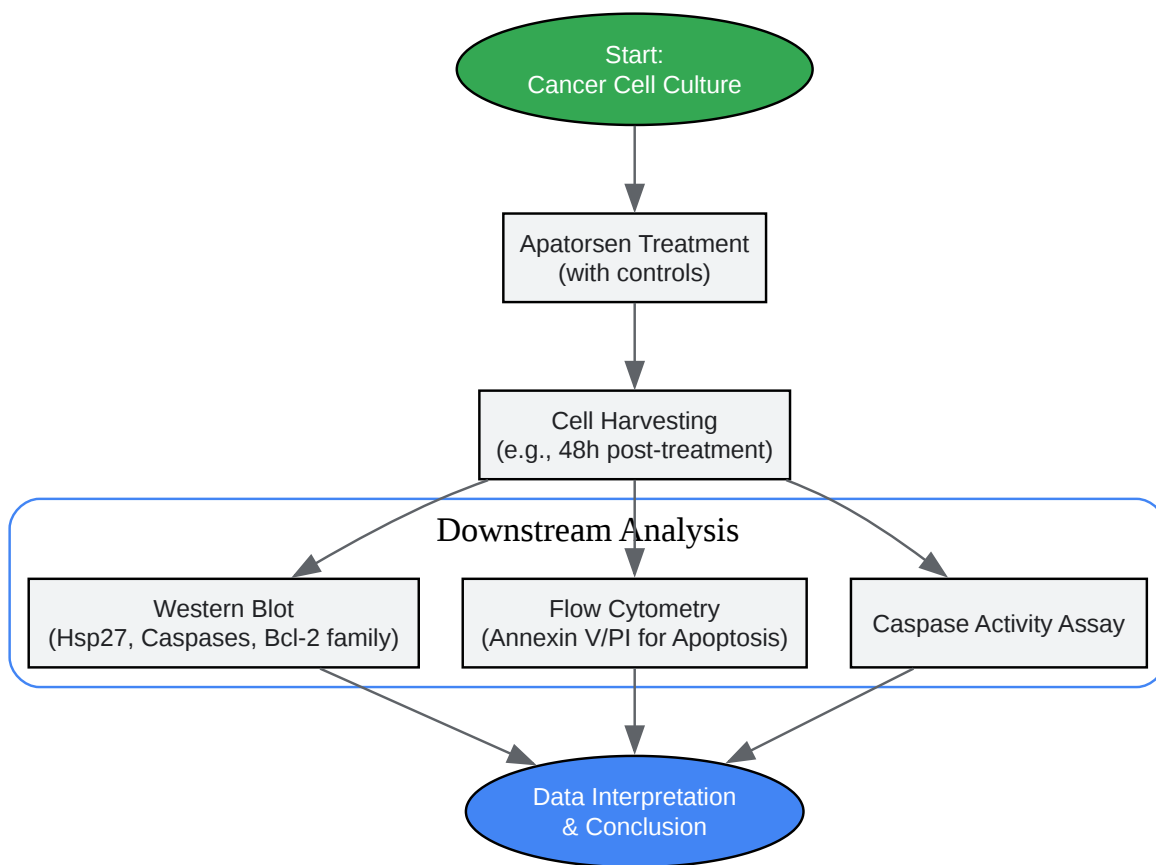 Start:
Cancer Cell Culture
Apatorsen Treatment
(with controls)
Cell Harvesting
(e.g., 48h post-treatment)
Downstream Analysis
Western Blot
(Hsp27, Caspases, Bcl-2 family)
Flow Cytometry
(Annexin V/PI for Apoptosis)
Caspase Activity Assay
Data Interpretation
& Conclusion